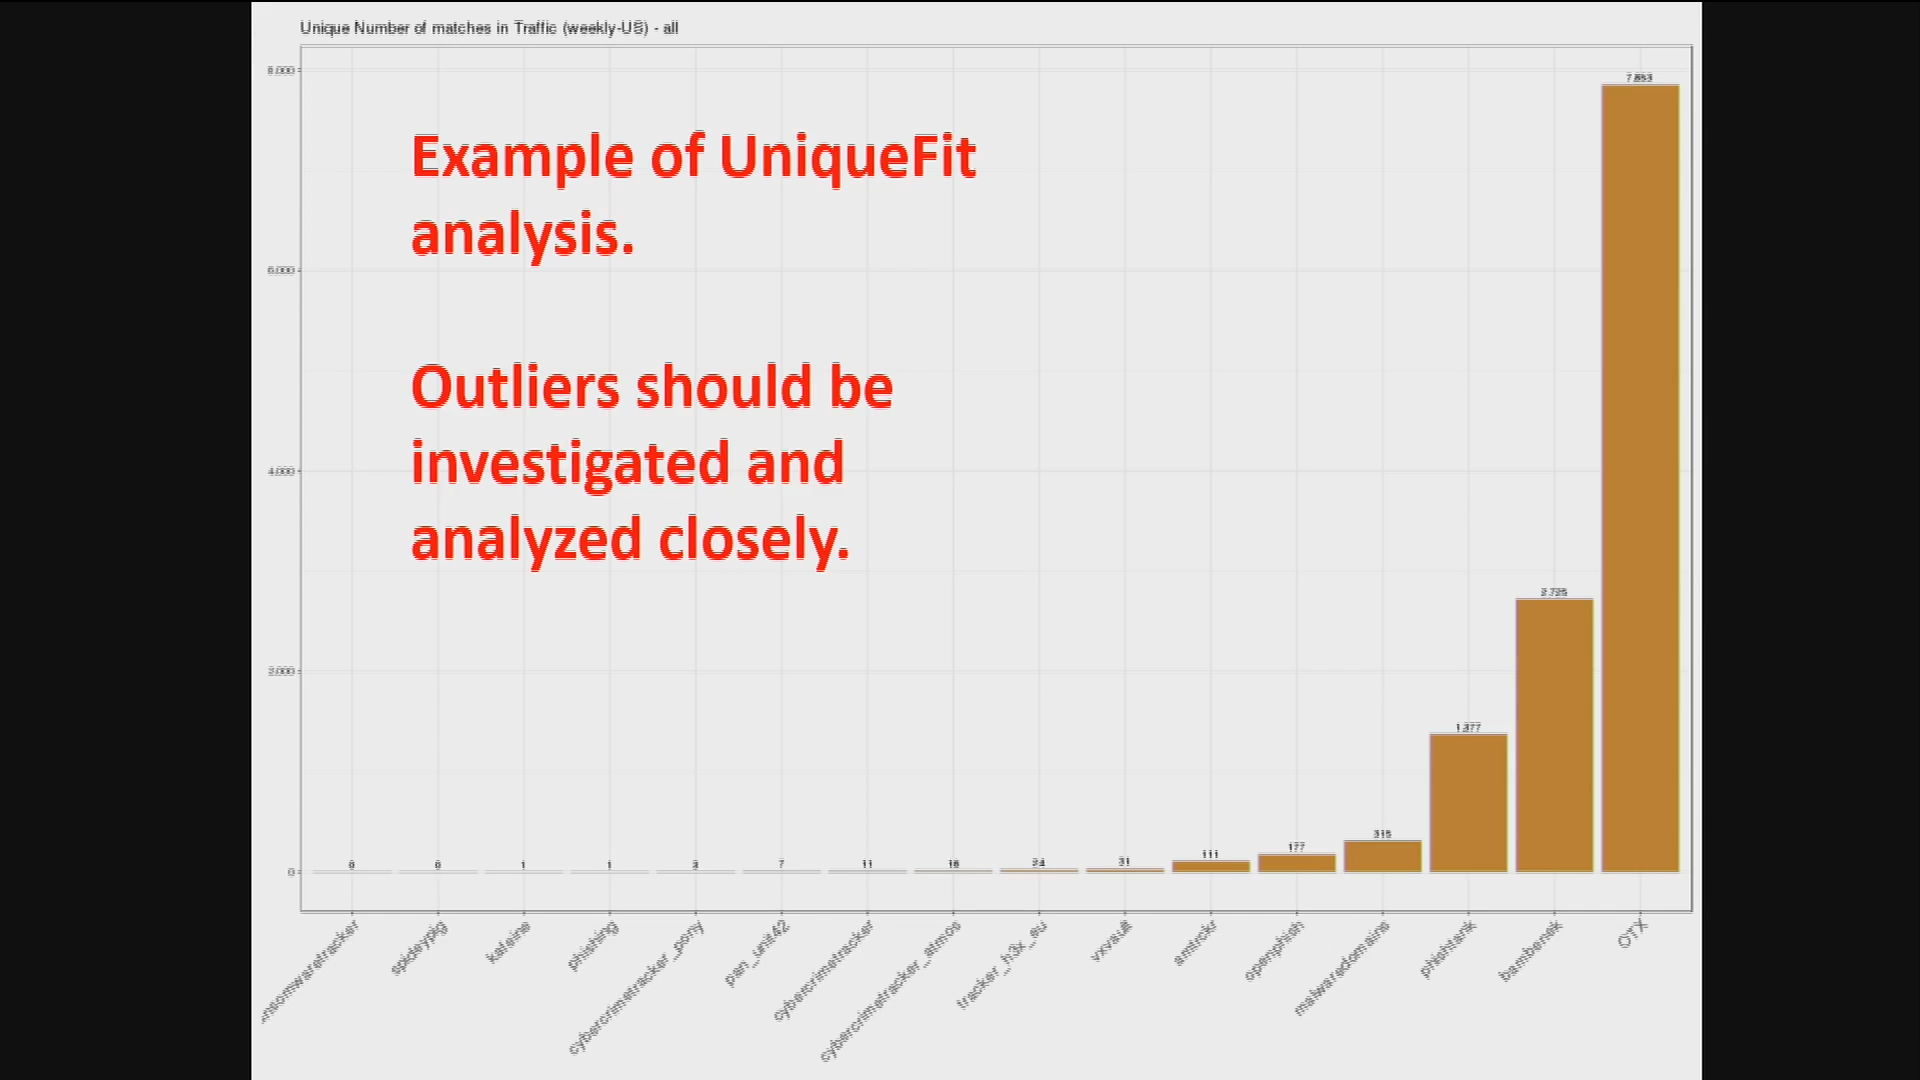 Unique Number of matches in Traffic (weekly-US) - all
8,000
7,853
Example of UniqueFit
analysis.
6,000
Outliers should be
investigated and
analyzed closely.
4,000
2,725
2,000
1,377
315
177
111
31
24
16
11
7
1
1
0
spideypig
kafeine
phishing
cybercrimetracker_pony
pan_unit42
cybercrimetracker
cybercrimetracker_atmos
tracker_h3x_eu
vxvault
amtrckr
openphish
malwaredomains
phishtank
bambenek
OTX